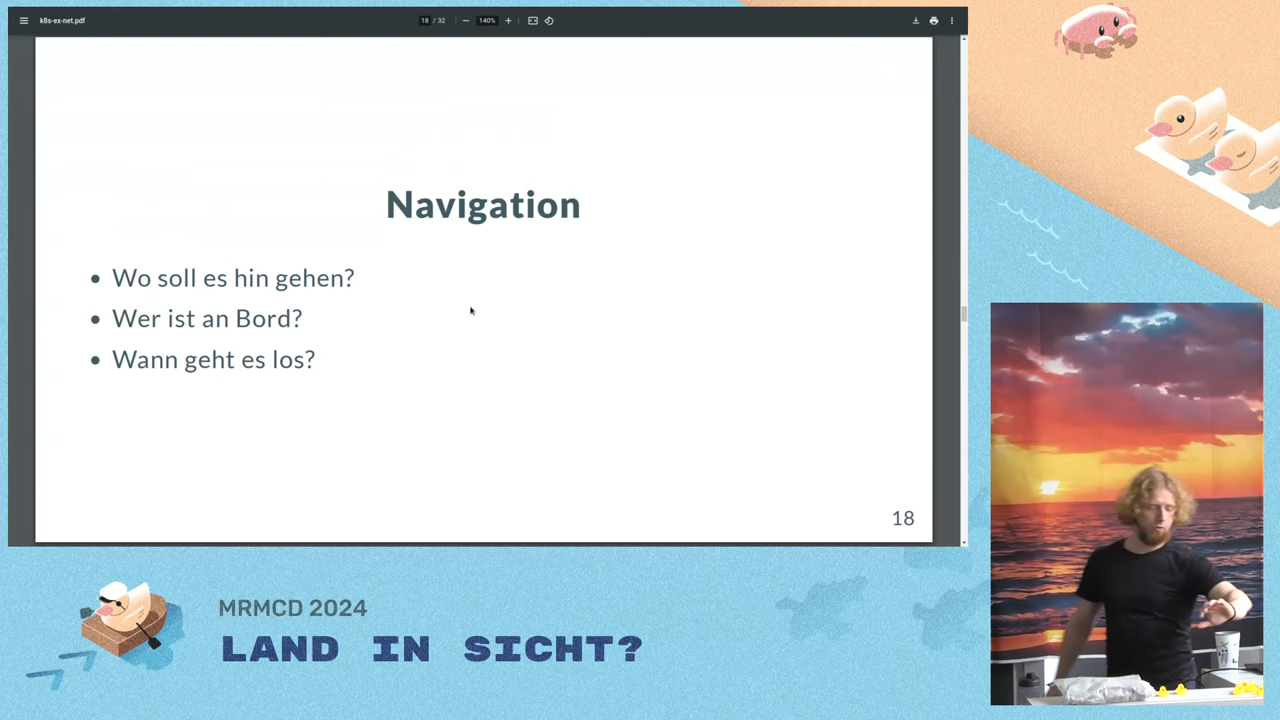 k8s-ex-net.pdf
18 / 32
140%
Navigation
Wo soll es hin gehen?
Wer ist an Bord?
Wann geht es los?
18
MRMCD 2024
LAND IN SICHT?